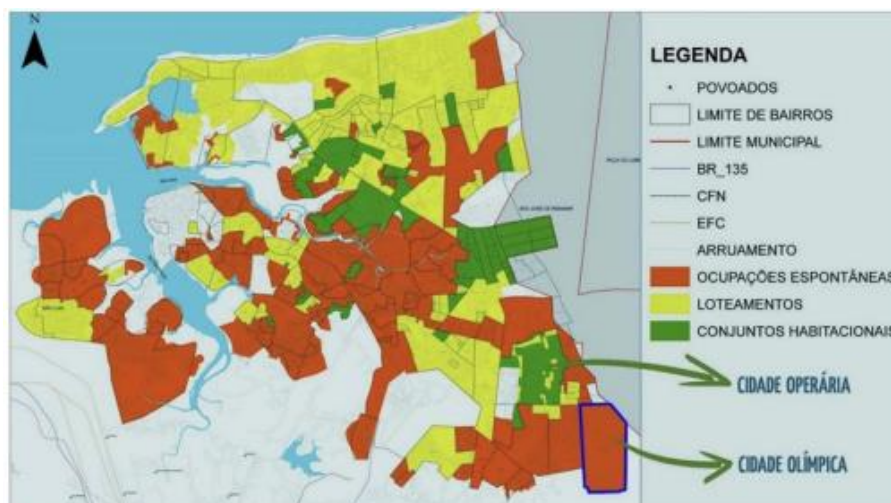 N
LEGENDA
POVOADOS
LIMITE DE BAIRROS
LIMITE MUNICIPAL
BR_135
CFN
EFC
ARRUAMENTO
OCUPAÇÕES ESPONTÂNEAS
LOTEAMENTOS
CONJUNTOS HABITACIONAIS
CIDADE OPERÁRIA
CIDADE OLÍMPICA